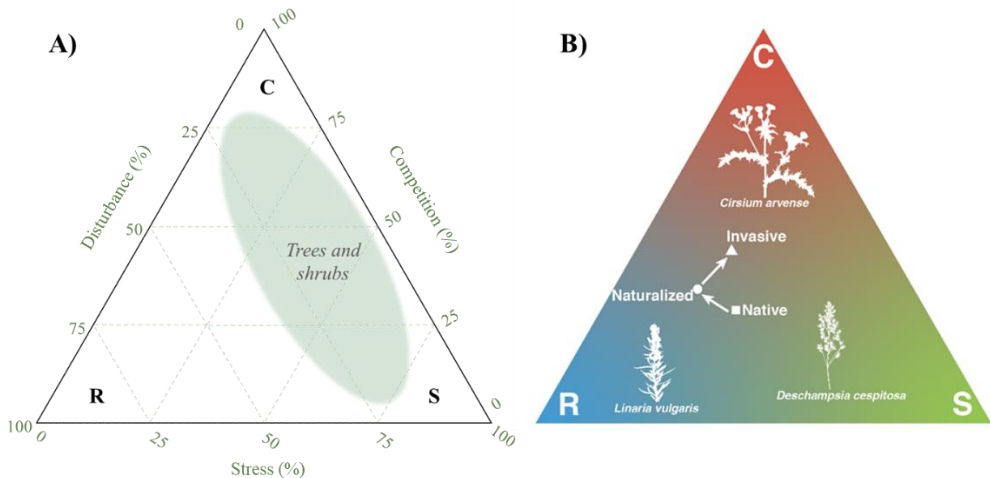 A)
0
100
C
25
75
Disturbance (%)
Competition (%)
50
50
Trees and
shrubs
75
25
R
S
100
0
0
25
50
75
100
Stress (%)
B)
C
Cirsium arvense
Invasive
Naturalized
Native
R
Linaria vulgaris
Deschampsia cespitosa
S